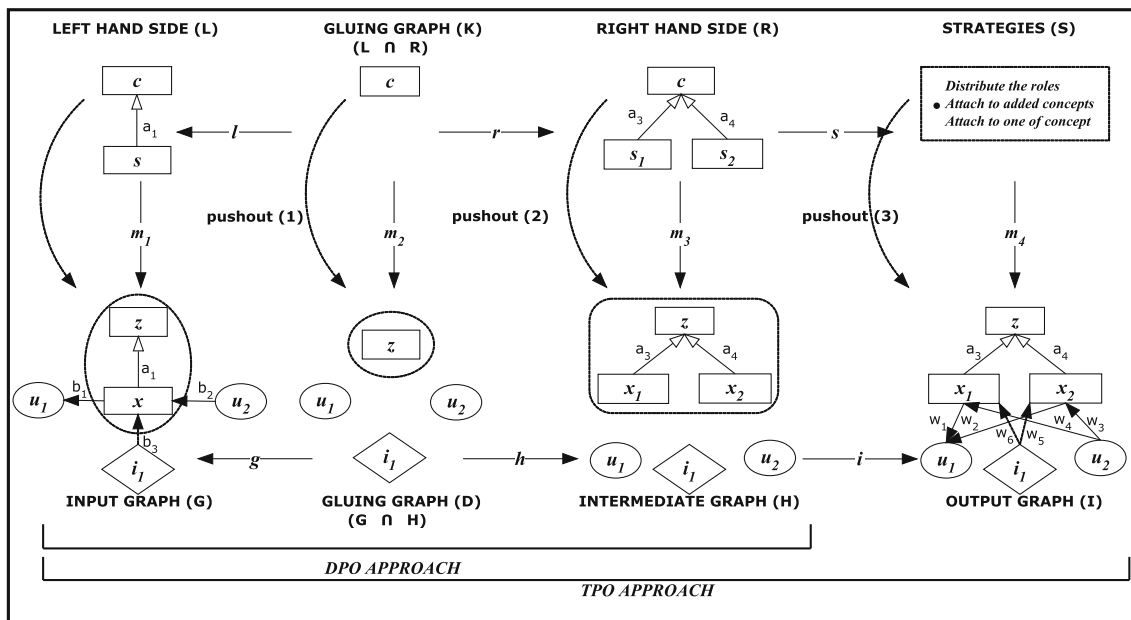 LEFT HAND SIDE (L)
GLUING GRAPH (K)
(L ∩ R)
RIGHT HAND SIDE (R)
STRATEGIES (S)
c
a1
s
l
c
r
c
a3
a4
s1
s2
s
Distribute the roles
• Attach to added concepts
Attach to one of concept
pushout (1)
pushout (2)
pushout (3)
m1
m2
m3
m4
z
a1
b1
b2
u1
x
u2
b3
i1
z
u1
u2
i1
z
a3
a4
x1
x2
u1
i1
u2
z
a3
a4
x1
x2
w1
w2
w4
w3
w6
w5
u1
i1
u2
g
h
i
INPUT GRAPH (G)
GLUING GRAPH (D)
(G ∩ H)
INTERMEDIATE GRAPH (H)
OUTPUT GRAPH (I)
DPO APPROACH
TPO APPROACH